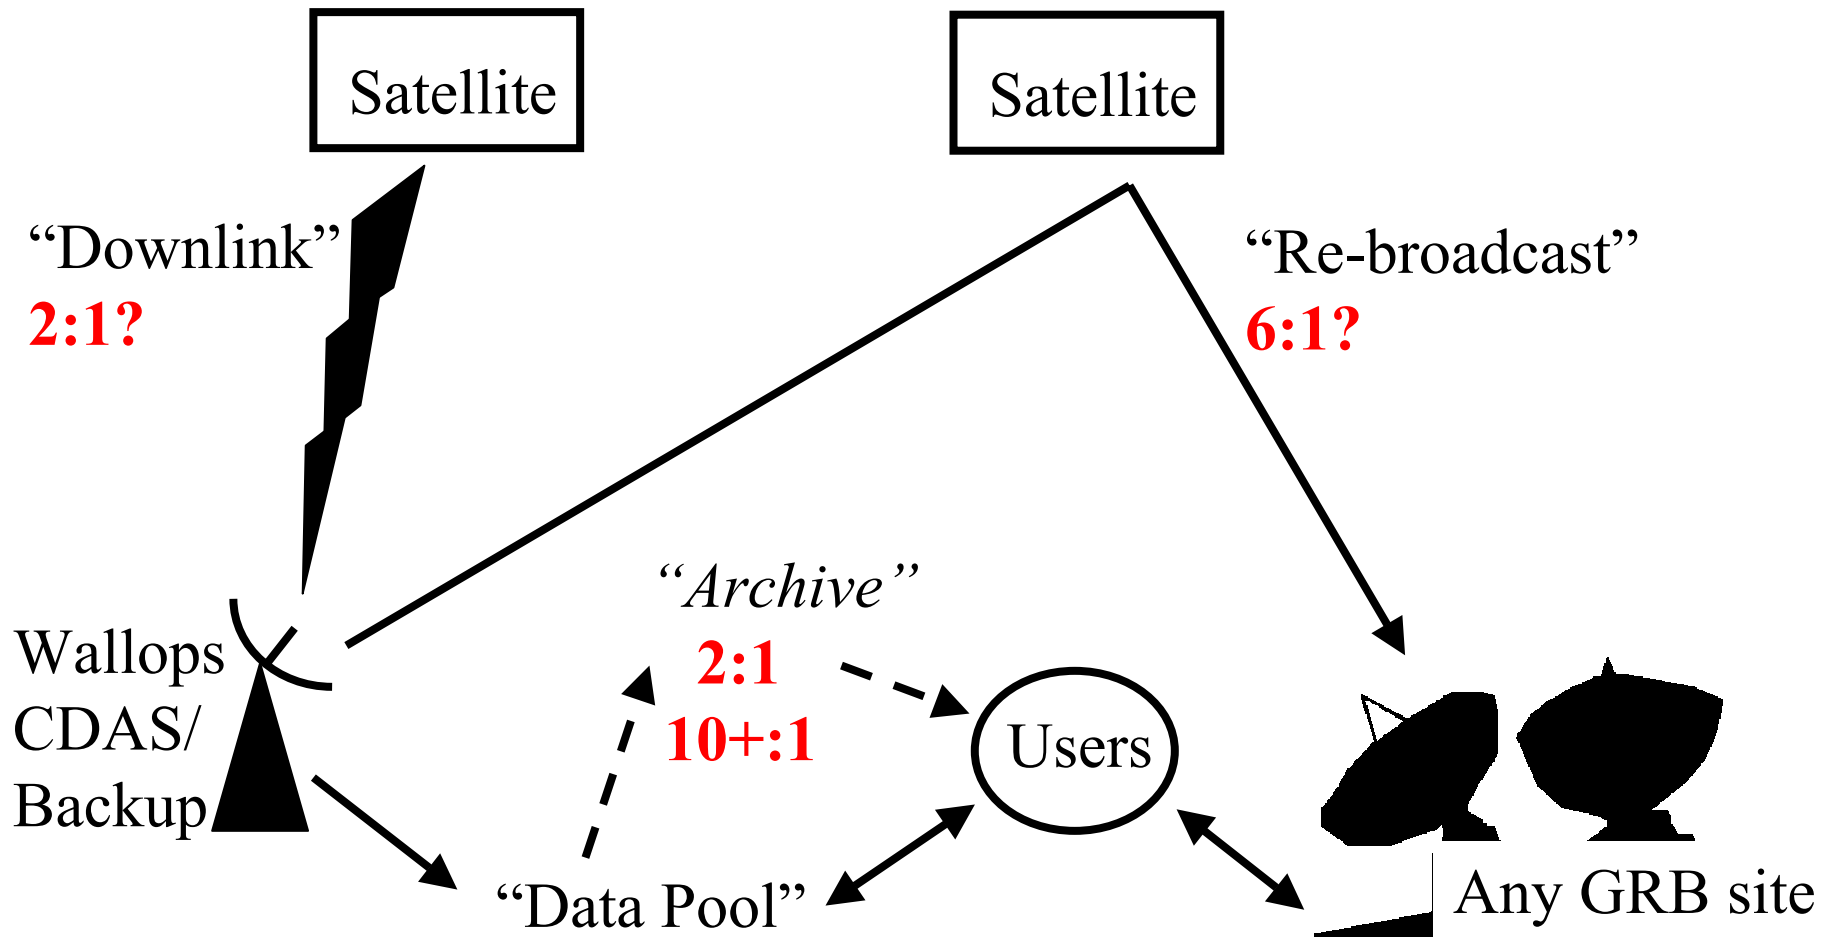 Satellite
Satellite
“Downlink”
2:1?
“Re-broadcast”
6:1?
“Archive”
2:1
10+:1
Wallops
CDAS/
Backup
Users
“Data Pool”
Any GRB site